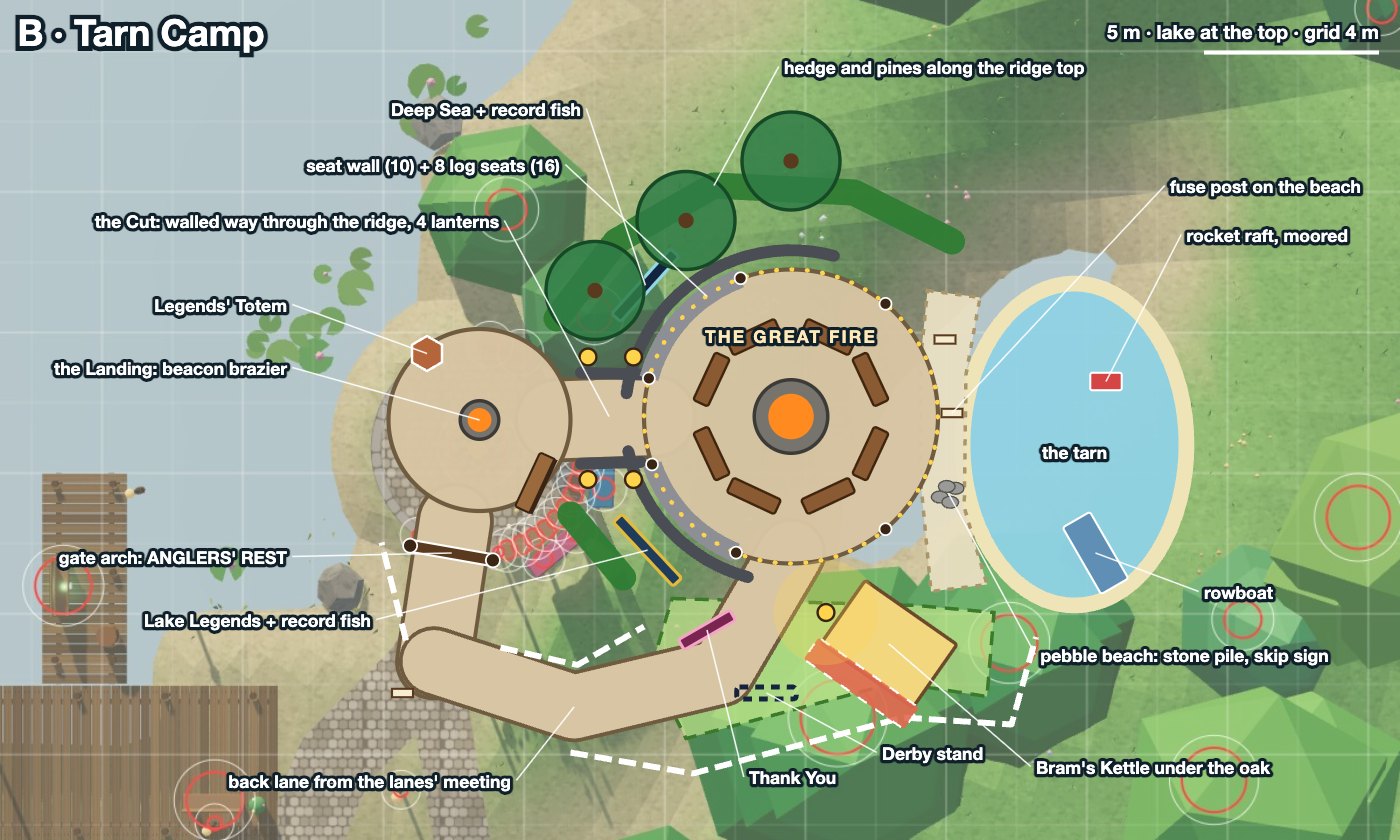 B · Tarn Camp
5 m · lake at the top · grid 4 m
hedge and pines along the ridge top
Deep Sea + record fish
seat wall (10) + 8 log seats (16)
fuse post on the beach
the Cut: walled way through the ridge, 4 lanterns
rocket raft, moored
Legends' Totem
THE GREAT FIRE
the Landing: beacon brazier
the tarn
gate arch: ANGLERS' REST
rowboat
Lake Legends + record fish
pebble beach: stone pile, skip sign
Derby stand
Bram's Kettle under the oak
Thank You
back lane from the lanes' meeting